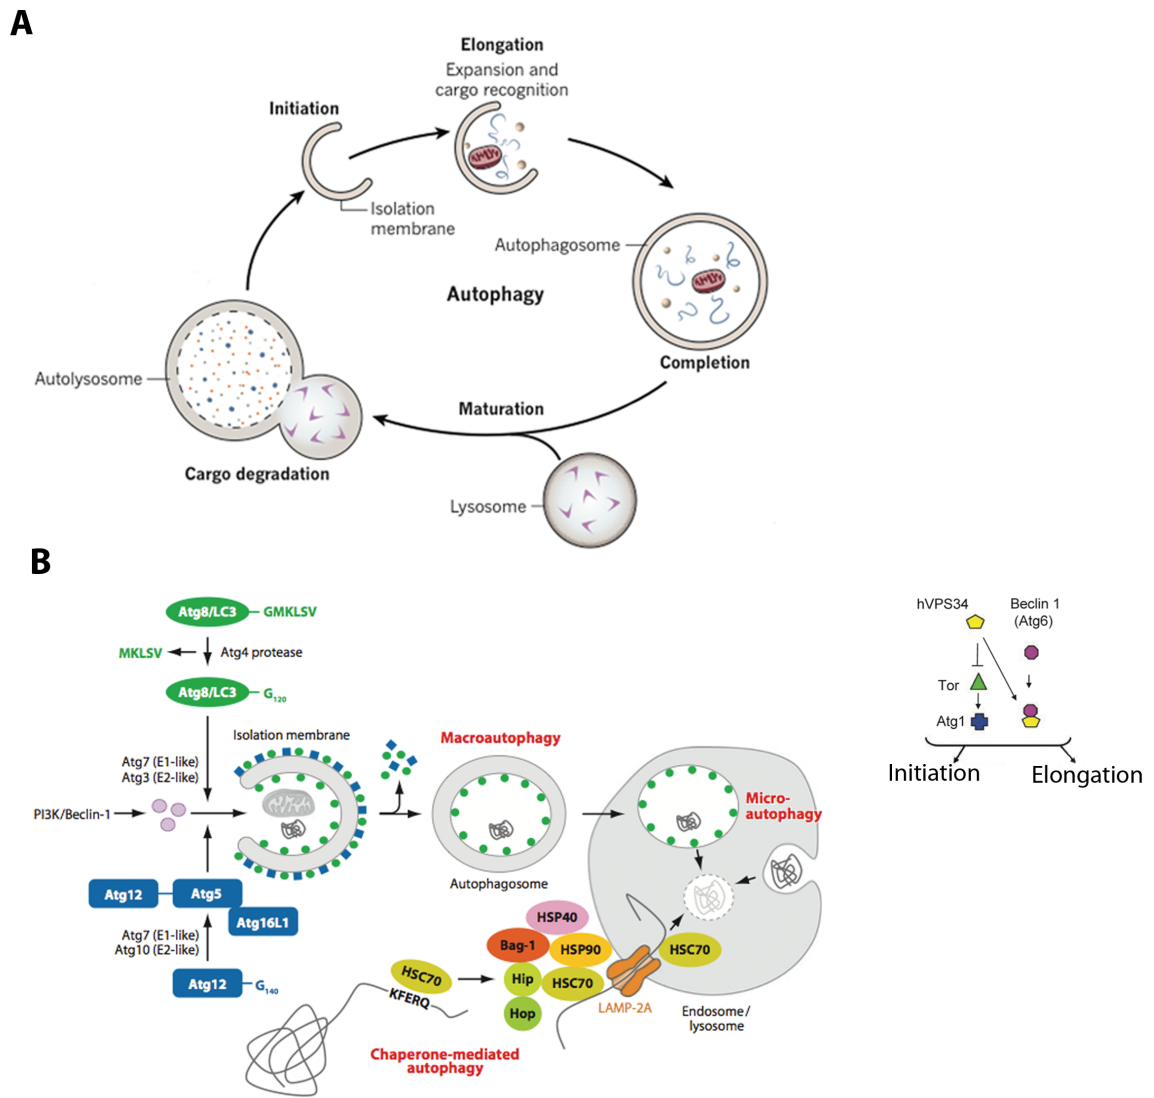 A
Elongation
Expansion and
cargo recognition
Initiation
Isolation
membrane
Autophagosome
Autophagy
Completion
Autolysosome
Maturation
Cargo degradation
Lysosome
B
Atg8/LC3
GMKLSV
MKLSV
Atg4 protease
Atg8/LC3
G120
Isolation membrane
Macroautophagy
Atg7 (E1-like)
Atg3 (E2-like)
PI3K/Beclin-1
Micro-
autophagy
Autophagosome
Atg12
Atg5
Atg16L1
Atg7 (E1-like)
Atg10 (E2-like)
Atg12
G140
HSP40
Bag-1
HSP90
HSC70
HSC70
KFERQ
Hip
HSC70
Hop
LAMP-2A
Endosome/
lysosome
Chaperone-mediated
autophagy
hVPS34
Beclin 1
(Atg6)
Tor
Atg1
Initiation
Elongation